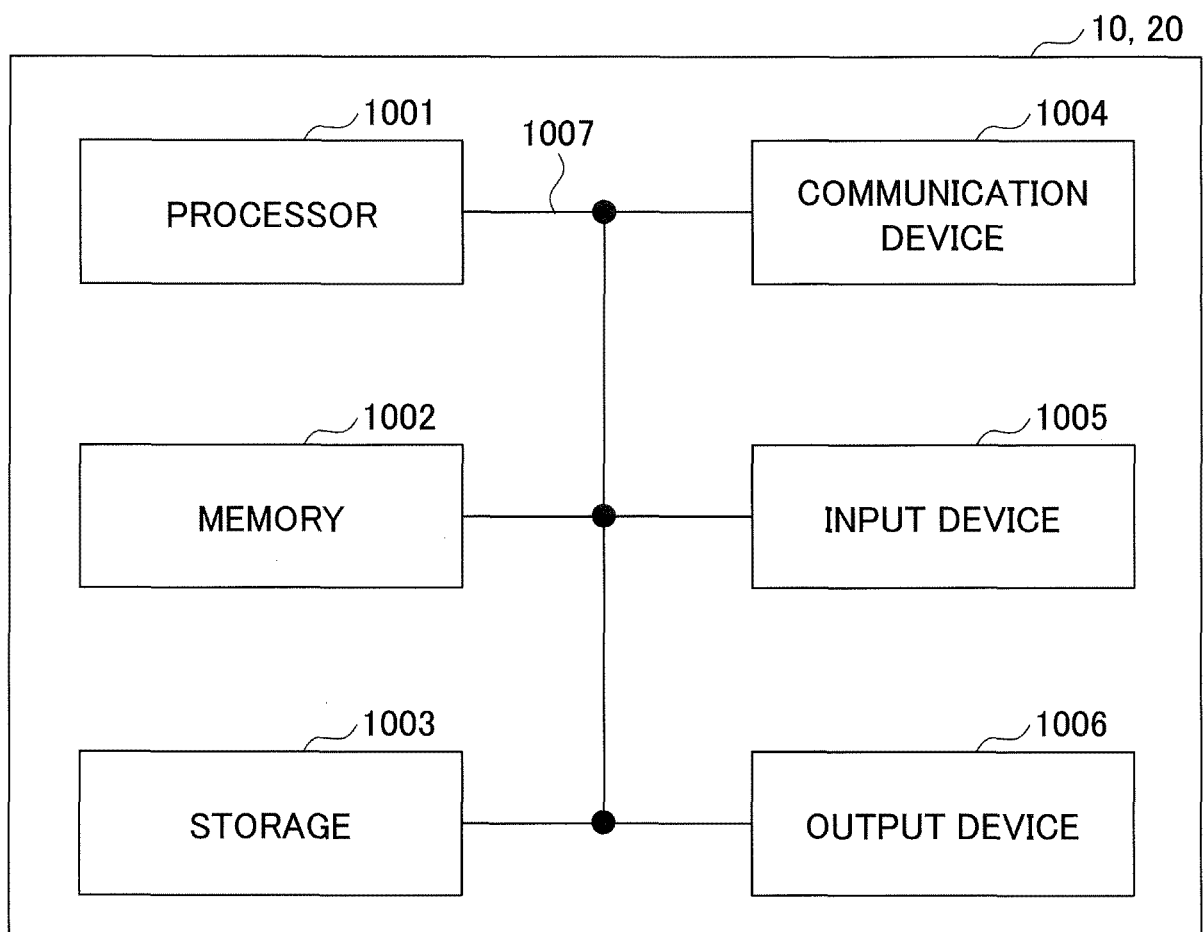 10, 20
1001
1007
1004
PROCESSOR
COMMUNICATION
DEVICE
1002
1005
MEMORY
INPUT DEVICE
1003
1006
STORAGE
OUTPUT DEVICE